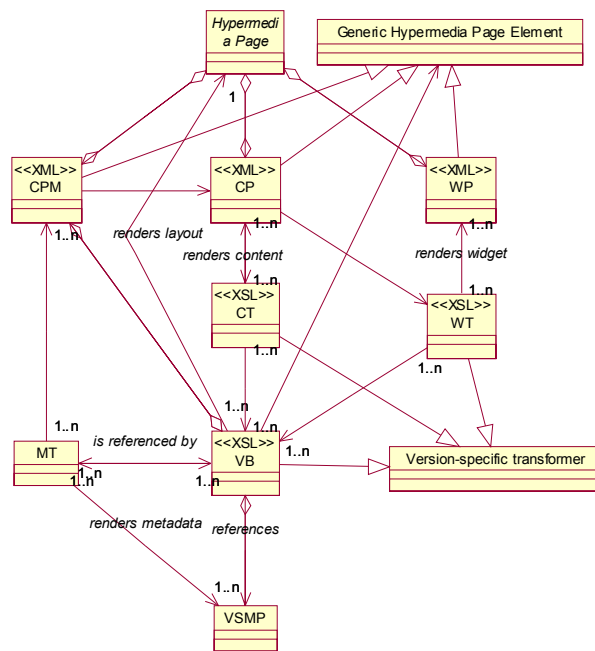 Hypermedi
a Page
Generic Hypermedia Page Element
1
<<XML>>
CPM
<<XML>>
CP
<<XML>>
WP
1..n
1..n
1..n
renders layout
renders content
renders widget
1..n
1..n
<<XSL>>
CT
<<XSL>>
WT
1..n
1..n
1..n
1..n
1..n
is referenced by
<<XSL>>
VB
1..n
MT
Version-specific transformer
1..n
1..n
1..n
renders metadata
references
1..n
VSMP